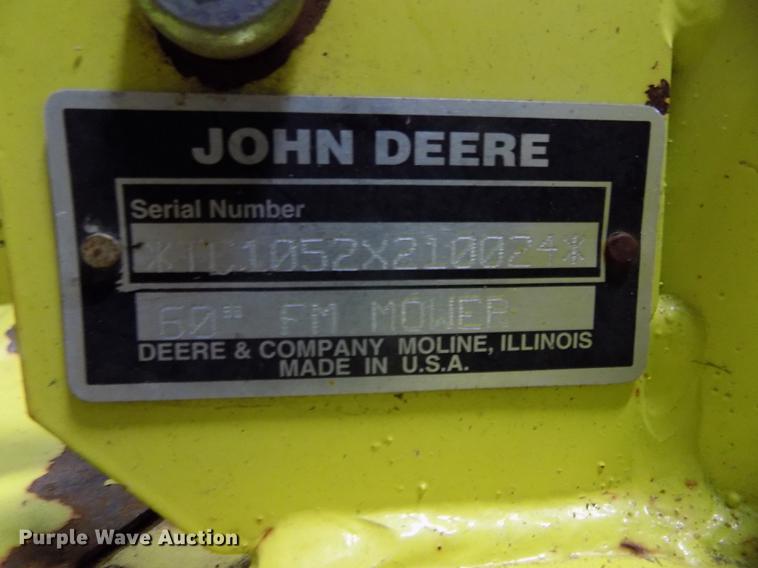 JOHN DEERE
Serial Number
*TC1052X210024*
60" FM MOWER
DEERE & COMPANY MOLINE, ILLINOIS
MADE IN U.S.A.
Purple Wave Auction